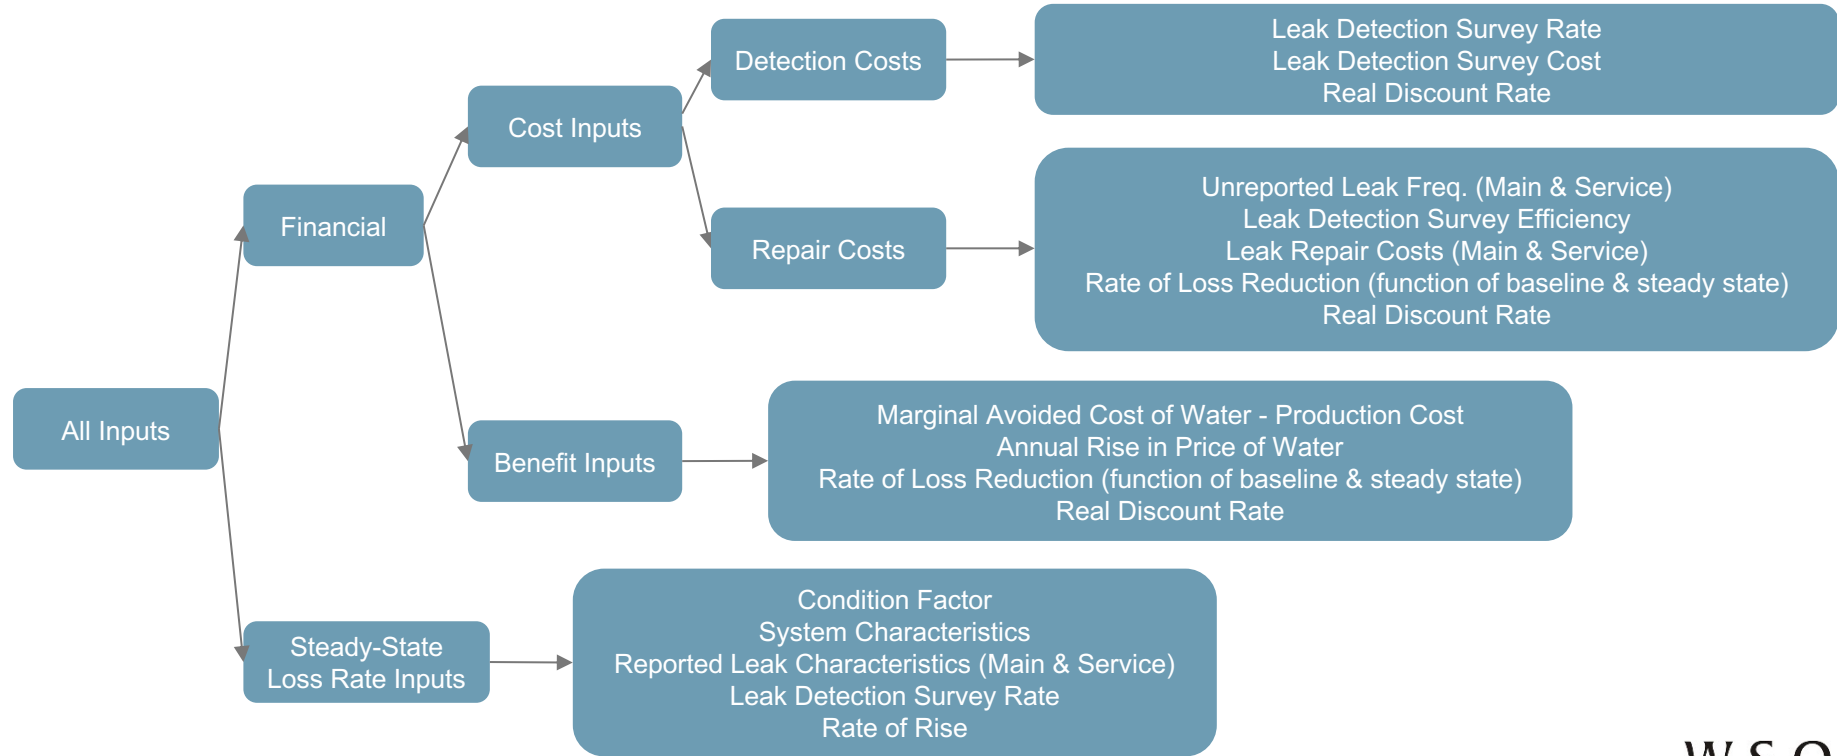 All Inputs
Financial
Steady-State
Loss Rate Inputs
Cost Inputs
Benefit Inputs
Detection Costs
Repair Costs
Leak Detection Survey Rate
Leak Detection Survey Cost
Real Discount Rate
Unreported Leak Freq. (Main & Service)
Leak Detection Survey Efficiency
Leak Repair Costs (Main & Service)
Rate of Loss Reduction (function of baseline & steady state)
Real Discount Rate
Marginal Avoided Cost of Water - Production Cost
Annual Rise in Price of Water
Rate of Loss Reduction (function of baseline & steady state)
Real Discount Rate
Condition Factor
System Characteristics
Reported Leak Characteristics (Main & Service)
Leak Detection Survey Rate
Rate of Rise
W S O